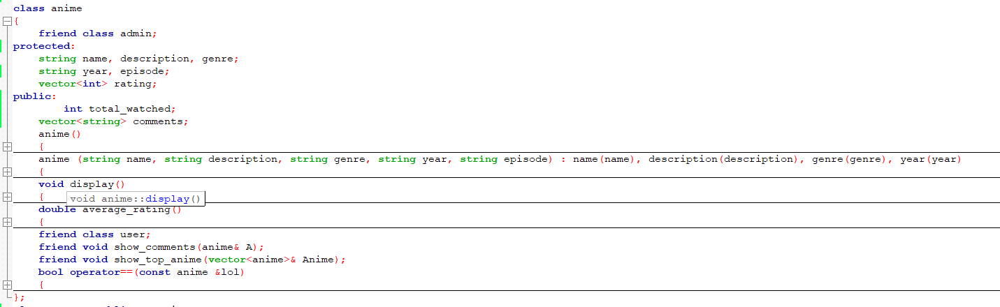 class anime
{
friend class admin;
protected:
string name, description, genre;
string year, episode;
vector<int> rating;
public:
int total_watched;
vector<string> comments;
anime()
{
anime (string name, string description, string genre, string year, string episode) : name(name), description(description), genre(genre), year(year)
{
void display()
{
void anime::display()
double average_rating()
{
friend class user;
friend void show_comments(anime& A);
friend void show_top_anime(vector<anime>& Anime);
bool operator==(const anime &lol)
{
};